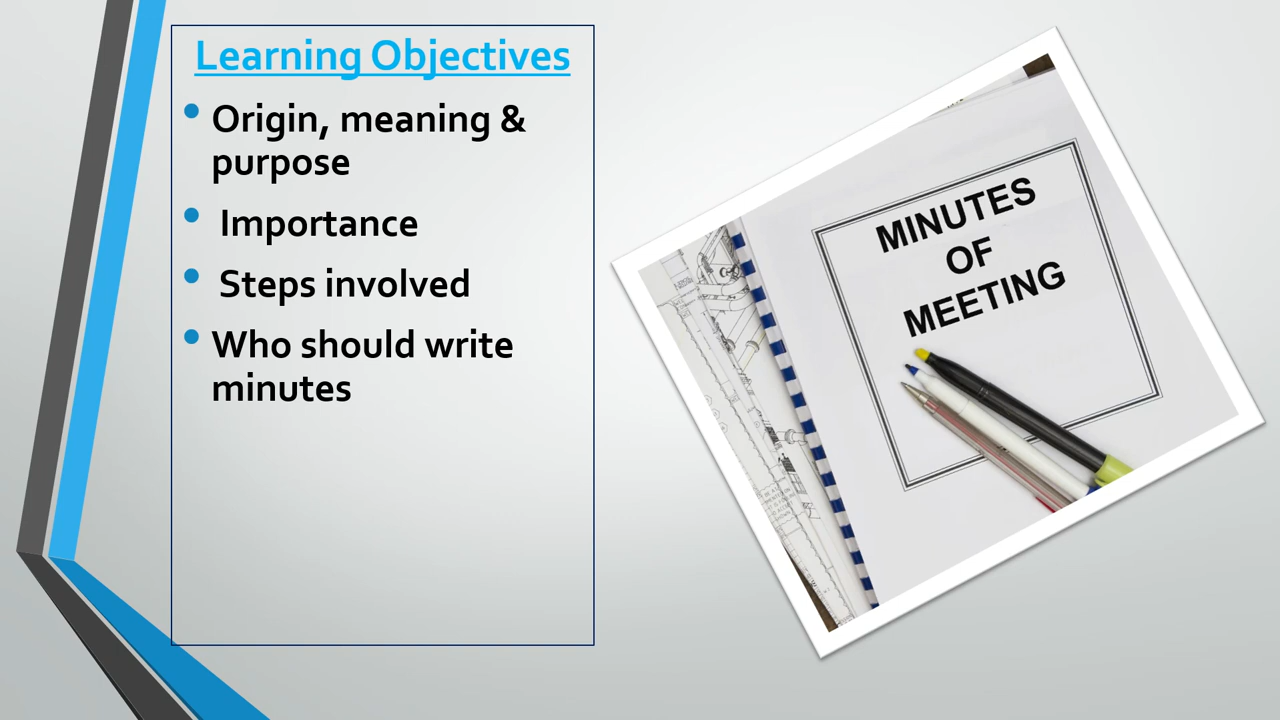 Learning Objectives
• Origin, meaning &
purpose
• Importance
• Steps involved
• Who should write
minutes
MINUTES
OF
MEETING